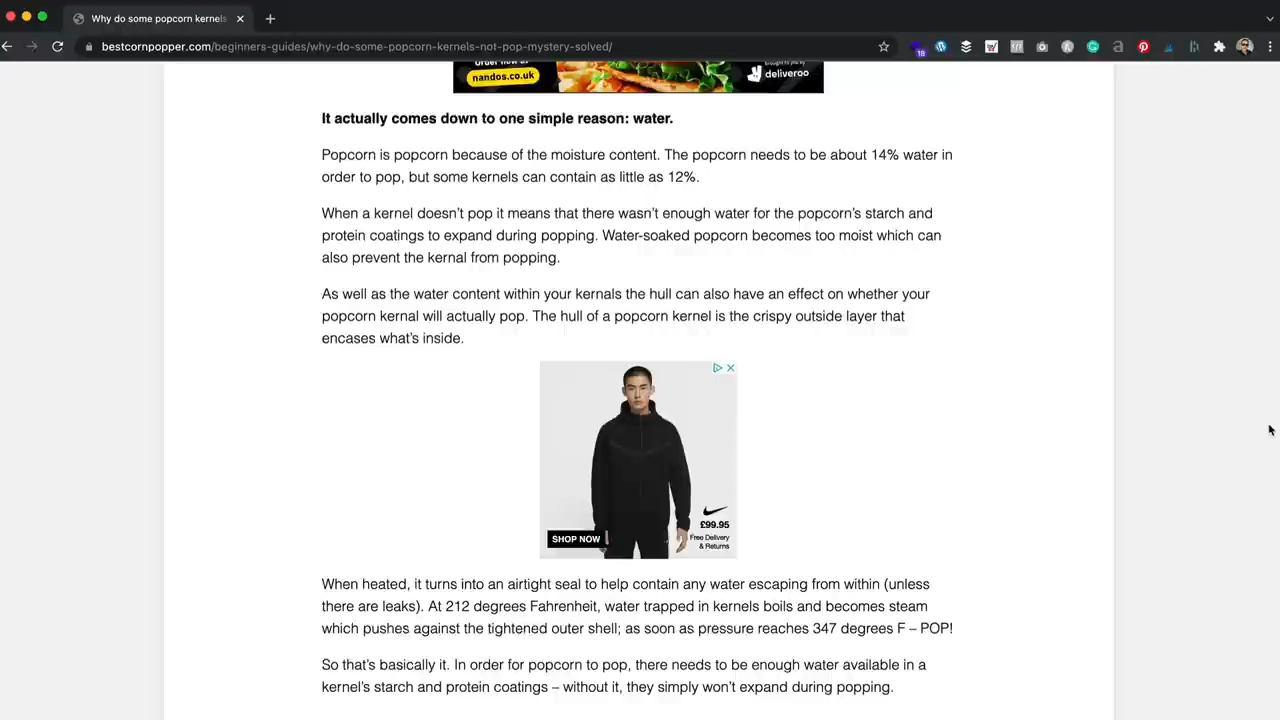 Why do some popcorn kernels
bestcornpopper.com/beginners-guides/why-do-some-popcorn-kernels-not-pop-mystery-solved/
18
nandos.co.uk
deliveroo
It actually comes down to one simple reason: water.
Popcorn is popcorn because of the moisture content. The popcorn needs to be about 14% water in
order to pop, but some kernels can contain as little as 12%.
When a kernel doesn’t pop it means that there wasn’t enough water for the popcorn’s starch and
protein coatings to expand during popping. Water-soaked popcorn becomes too moist which can
also prevent the kernal from popping.
As well as the water content within your kernals the hull can also have an effect on whether your
popcorn kernal will actually pop. The hull of a popcorn kernel is the crispy outside layer that
encases what’s inside.
£99.95
SHOP NOW
Free Delivery
& Returns
When heated, it turns into an airtight seal to help contain any water escaping from within (unless
there are leaks). At 212 degrees Fahrenheit, water trapped in kernels boils and becomes steam
which pushes against the tightened outer shell; as soon as pressure reaches 347 degrees F – POP!
So that’s basically it. In order for popcorn to pop, there needs to be enough water available in a
kernel’s starch and protein coatings – without it, they simply won’t expand during popping.